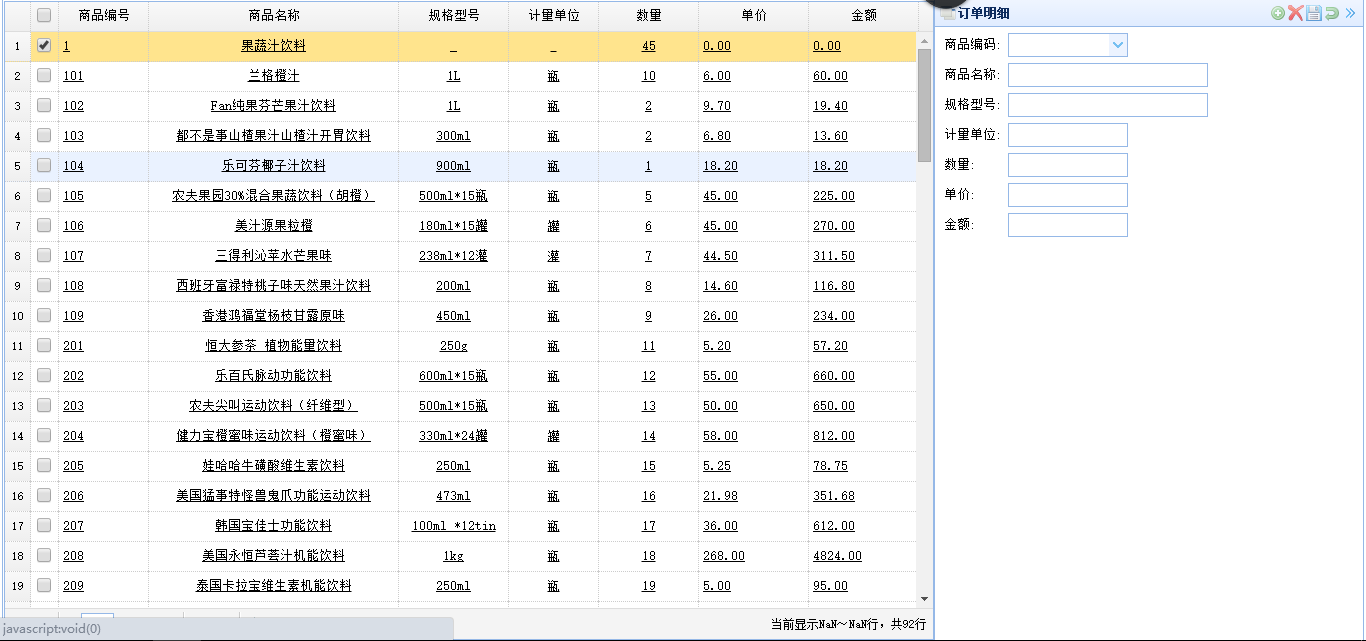 商品编号 商品名称 规格型号 计量单位 数量 单价 金额
1 1 果蔬汁饮料 _ _ 45 0.00 0.00
2 101 兰格橙汁 1L 瓶 10 6.00 60.00
3 102 Fan纯果芬芒果汁饮料 1L 瓶 2 9.70 19.40
4 103 都不是事山楂果汁山楂汁开胃饮料 300ml 瓶 2 6.80 13.60
5 104 乐可芬椰子汁饮料 900ml 瓶 1 18.20 18.20
6 105 农夫果园30%混合果蔬饮料（胡橙） 500ml*15瓶 瓶 5 45.00 225.00
7 106 美汁源果粒橙 180ml*15罐 罐 6 45.00 270.00
8 107 三得利沁苹水芒果味 238ml*12灌 灌 7 44.50 311.50
9 108 西班牙富禄特桃子味天然果汁饮料 200ml 瓶 8 14.60 116.80
10 109 香港鸿福堂杨枝甘露原味 450ml 瓶 9 26.00 234.00
11 201 恒大参茶 植物能量饮料 250g 瓶 11 5.20 57.20
12 202 乐百氏脉动功能饮料 600ml*15瓶 瓶 12 55.00 660.00
13 203 农夫尖叫运动饮料（纤维型） 500ml*15瓶 瓶 13 50.00 650.00
14 204 健力宝橙蜜味运动饮料（橙蜜味） 330ml*24罐 罐 14 58.00 812.00
15 205 娃哈哈牛磺酸维生素饮料 250ml 瓶 15 5.25 78.75
16 206 美国猛事特怪兽鬼爪功能运动饮料 473ml 瓶 16 21.98 351.68
17 207 韩国宝佳士功能饮料 100ml *12tin 瓶 17 36.00 612.00
18 208 美国永恒芦荟汁机能饮料 1kg 瓶 18 268.00 4824.00
19 209 泰国卡拉宝维生素机能饮料 250ml 瓶 19 5.00 95.00
当前显示NaN~NaN行，共92行
javascript:void(0)
订单明细
商品编码:
商品名称:
规格型号:
计量单位:
数量:
单价:
金额: